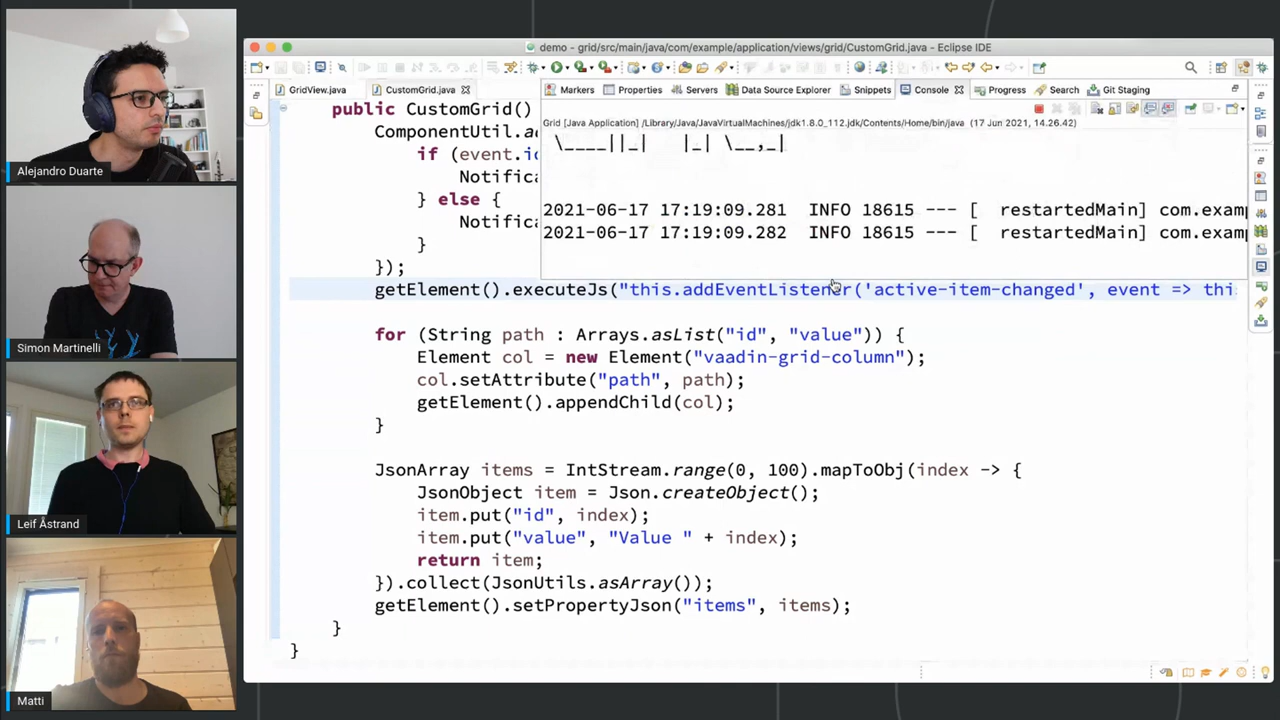 Alejandro Duarte
Simon Martinelli
Leif Åstrand
Matti
demo - grid/src/main/java/com/example/application/views/grid/CustomGrid.java - Eclipse IDE
GridView.java
CustomGrid.java
Markers
Properties
Servers
Data Source Explorer
Snippets
Console
Progress
Search
Git Staging
Grid [Java Application] /Library/Java/JavaVirtualMachines/jdk1.8.0_112.jdk/Contents/Home/bin/java (17 Jun 2021, 14.26.42)
\____||_|   |_| \__,_|
2021-06-17 17:19:09.281  INFO 18615 --- [  restartedMain] com.exam
2021-06-17 17:19:09.282  INFO 18615 --- [  restartedMain] com.exam
public CustomGrid()
ComponentUtil.ad
if (event.is
Notifica
} else {
Notifica
}
});
getElement().executeJs("this.addEventListener('active-item-changed', event => thi
for (String path : Arrays.asList("id", "value")) {
Element col = new Element("vaadin-grid-column");
col.setAttribute("path", path);
getElement().appendChild(col);
}
JsonArray items = IntStream.range(0, 100).mapToObj(index -> {
JsonObject item = Json.createObject();
item.put("id", index);
item.put("value", "Value " + index);
return item;
}).collect(JsonUtils.asArray());
getElement().setPropertyJson("items", items);
}
}